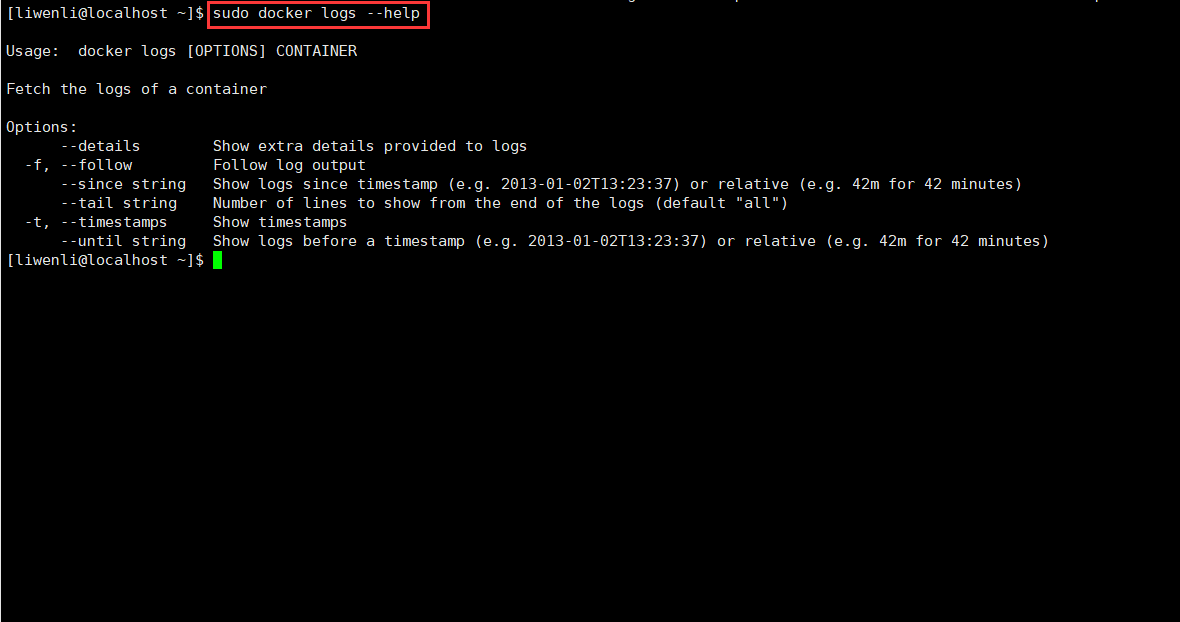 [liwenli@localhost ~]$ sudo docker logs --help
Usage:  docker logs [OPTIONS] CONTAINER
Fetch the logs of a container
Options:
      --details        Show extra details provided to logs
  -f, --follow         Follow log output
      --since string   Show logs since timestamp (e.g. 2013-01-02T13:23:37) or relative (e.g. 42m for 42 minutes)
      --tail string    Number of lines to show from the end of the logs (default "all")
  -t, --timestamps     Show timestamps
      --until string   Show logs before a timestamp (e.g. 2013-01-02T13:23:37) or relative (e.g. 42m for 42 minutes)
[liwenli@localhost ~]$